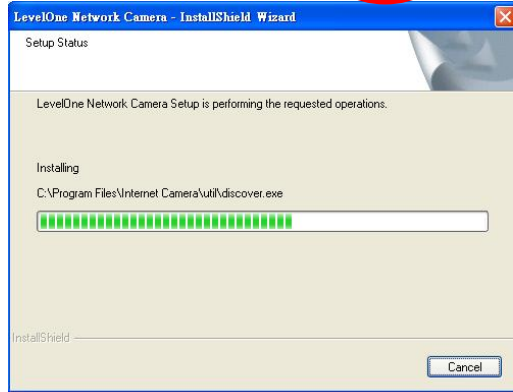 LevelOne Network Camera - InstallShield Wizard
Setup Status
LevelOne Network Camera Setup is performing the requested operations.
Installing
C:\Program Files\Internet Camera\util\discover.exe
InstallShield
Cancel